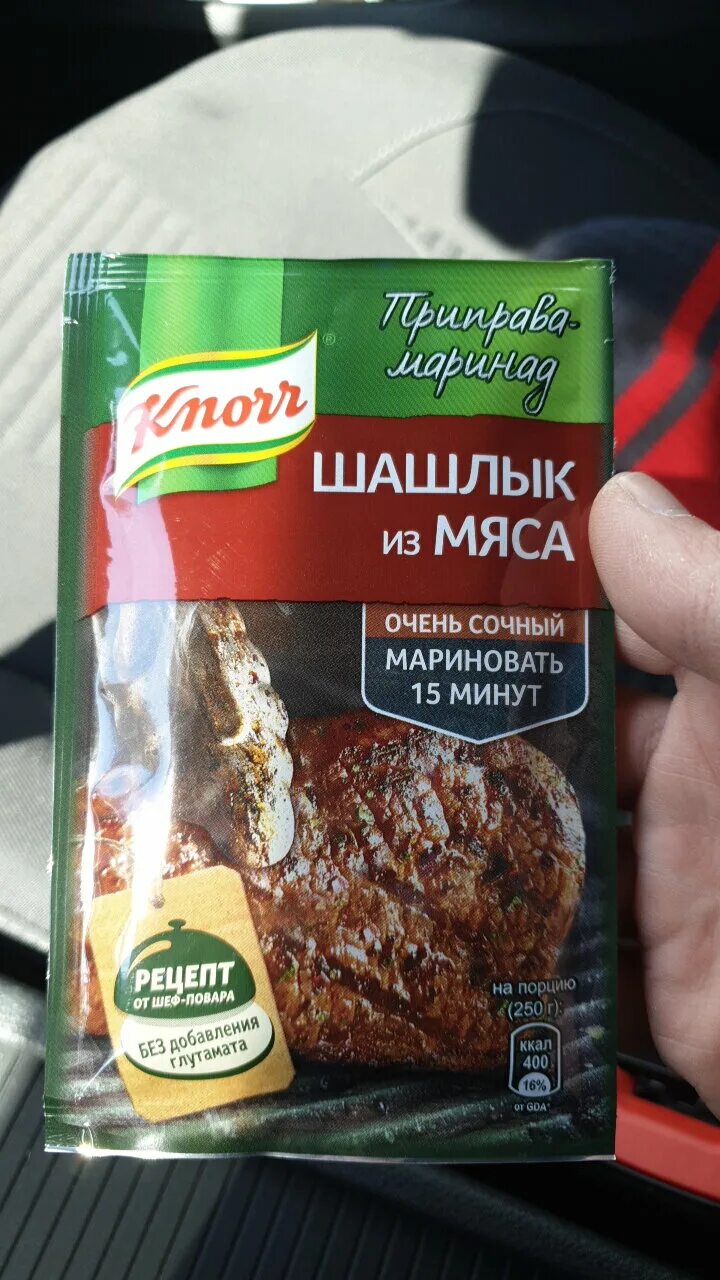 Приправа-
маринад
Knorr
®
ШАШЛЫК
из МЯСА
ОЧЕНЬ СОЧНЫЙ
МАРИНОВАТЬ
15 МИНУТ
РЕЦЕПТ
ОТ ШЕФ-ПОВАРА
БЕЗ добавления
глутамата
на порцию
(250 г):
ккал
400
16%
от GDA*